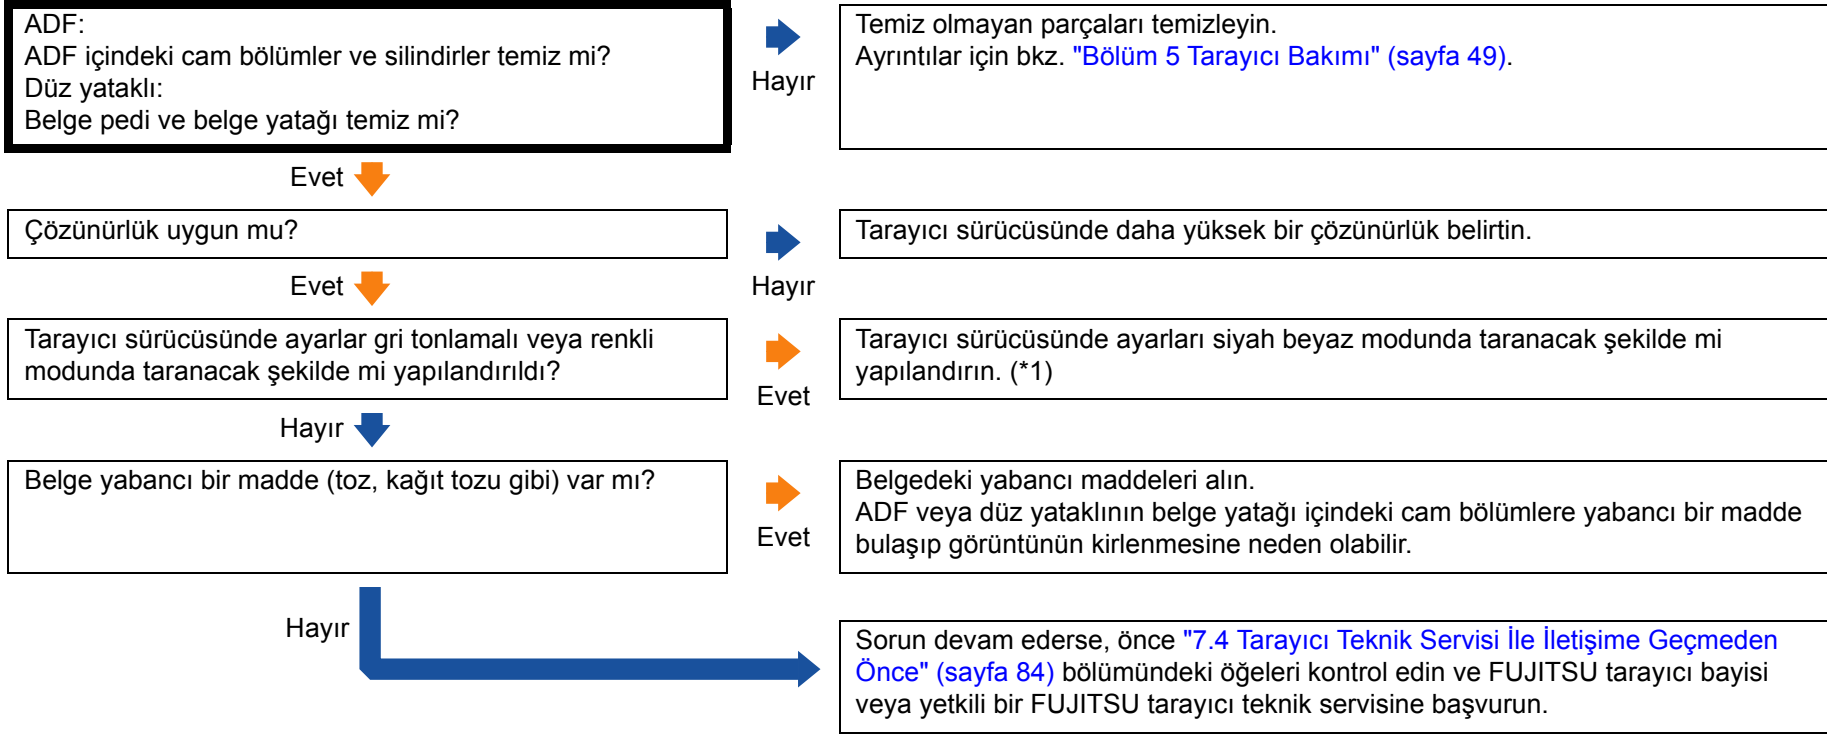 ADF:
ADF içindeki cam bölümler ve silindirler temiz mi?
Düz yataklı:
Belge pedi ve belge yatağı temiz mi?
Hayır
Temiz olmayan parçaları temizleyin.
Ayrıntılar için bkz. "Bölüm 5 Tarayıcı Bakımı" (sayfa 49).
Evet
Çözünürlük uygun mu?
Hayır
Tarayıcı sürücüsünde daha yüksek bir çözünürlük belirtin.
Evet
Tarayıcı sürücüsünde ayarlar gri tonlamalı veya renkli
modunda taranacak şekilde mi yapılandırıldı?
Evet
Tarayıcı sürücüsünde ayarları siyah beyaz modunda taranacak şekilde mi
yapılandırın. (*1)
Hayır
Belge yabancı bir madde (toz, kağıt tozu gibi) var mı?
Evet
Belgedeki yabancı maddeleri alın.
ADF veya düz yataklının belge yatağı içindeki cam bölümlere yabancı bir madde
bulaşıp görüntünün kirlenmesine neden olabilir.
Hayır
Sorun devam ederse, önce "7.4 Tarayıcı Teknik Servisi İle İletişime Geçmeden
Önce" (sayfa 84) bölümündeki öğeleri kontrol edin ve FUJITSU tarayıcı bayisi
veya yetkili bir FUJITSU tarayıcı teknik servisine başvurun.